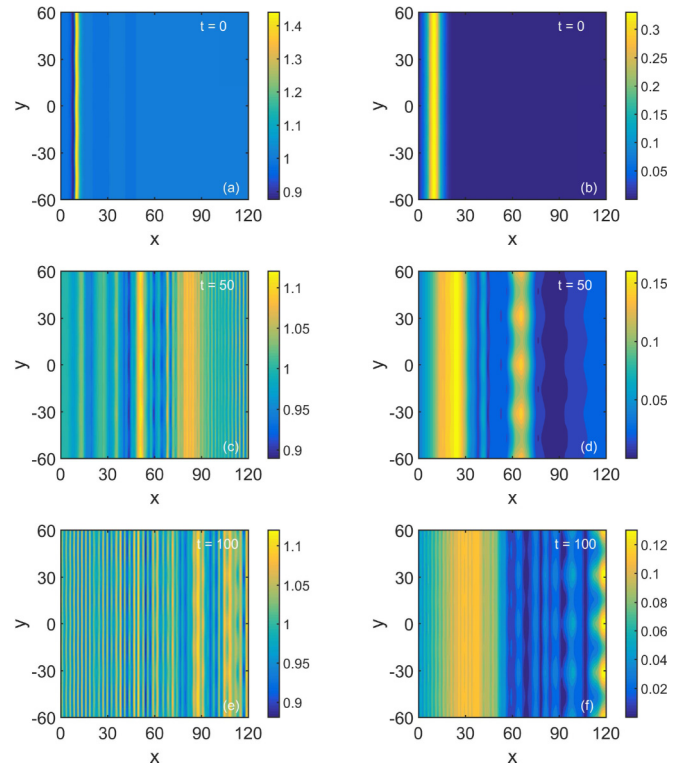 60
30
0
-30
-60
y
t = 0
(a)
0 30 60 90 120
x
1.4
1.3
1.2
1.1
1
0.9
60
30
0
-30
-60
y
t = 0
(b)
0 30 60 90 120
x
0.3
0.25
0.2
0.15
0.1
0.05
60
30
0
-30
-60
y
t = 50
(c)
0 30 60 90 120
x
1.1
1.05
1
0.95
0.9
60
30
0
-30
-60
y
t = 50
(d)
0 30 60 90 120
x
0.15
0.1
0.05
60
30
0
-30
-60
y
t = 100
(e)
0 30 60 90 120
x
1.1
1.05
1
0.95
0.9
60
30
0
-30
-60
y
t = 100
(f)
0 30 60 90 120
x
0.12
0.1
0.08
0.06
0.04
0.02